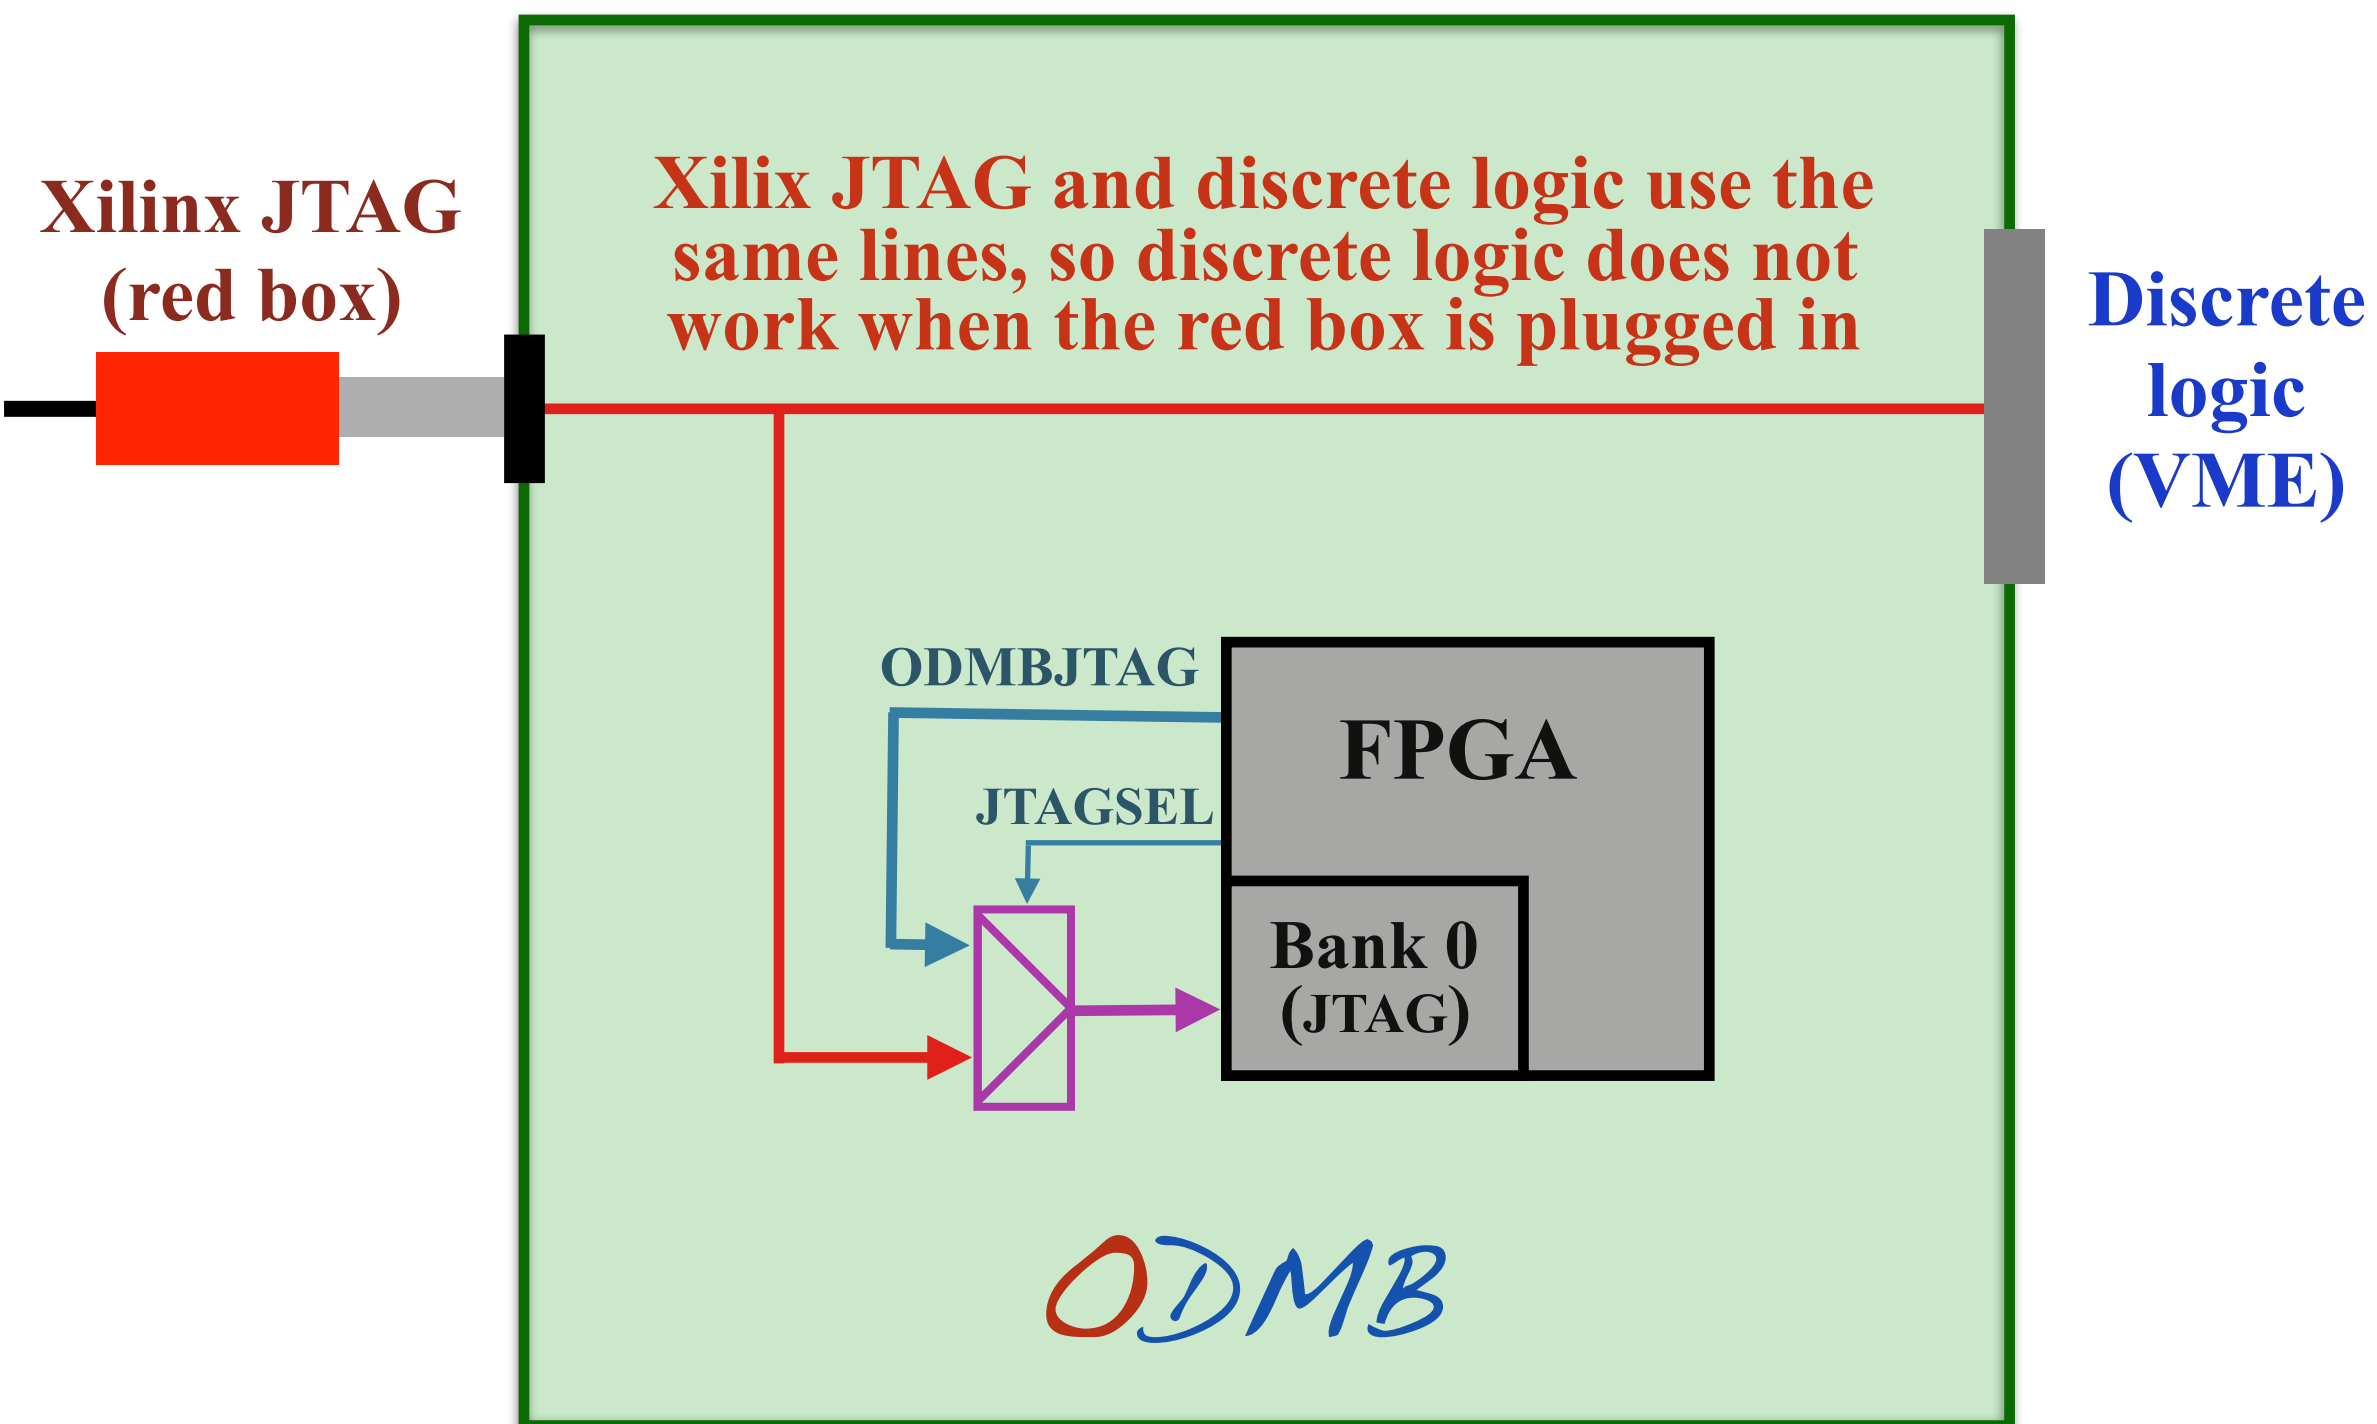 Xilinx JTAG
(red box)
Xilix JTAG and discrete logic use the
same lines, so discrete logic does not
work when the red box is plugged in
Discrete
logic
(VME)
ODMBJTAG
FPGA
JTAGSEL
Bank 0
(JTAG)
ODMB